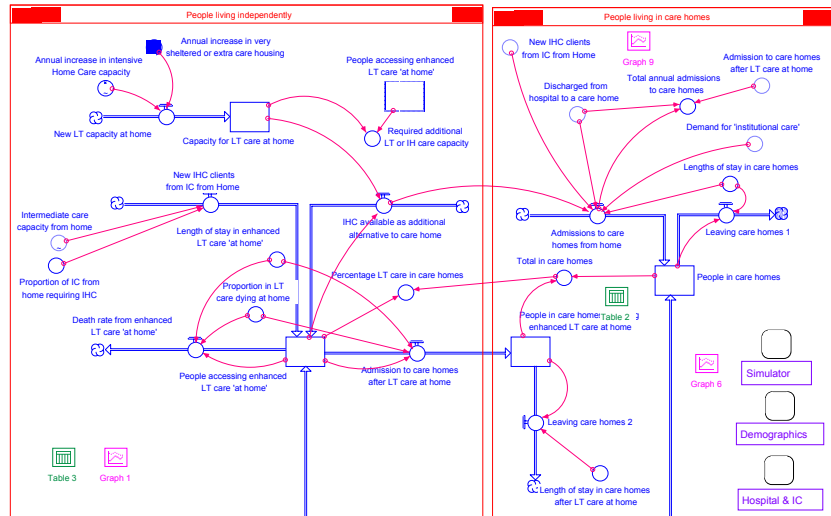 People living independently
People living in care homes
Annual increase in very
sheltered or extra care housing
Annual increase in intensive
Home Care capacity
People accessing enhanced
LT care 'at home'
New LT capacity at home
Capacity for LT care at home
Required additional
LT or IH care capacity
New IHC clients
from IC from Home
Graph 9
Admission to care homes
after LT care at home
Discharged from
hospital to a care home
Total annual admissions
to care homes
Demand for 'institutional care'
Lengths of stay in care homes
New IHC clients
from IC from Home
Intermediate care
capacity from home
Length of stay in enhanced
LT care 'at home'
IHC available as additional
alternative to care home
Admissions to care
homes from home
Leaving care homes 1
Proportion of IC from
home requiring IHC
Proportion in LT
care dying at home
Percentage LT care in care homes
Total in care homes
People in care homes
Death rate from enhanced
LT care 'at home'
People in care home
enhanced LT care at home
Table 2
People accessing enhanced
LT care 'at home'
Admission to care homes
after LT care at home
Graph 6
Simulator
Leaving care homes 2
Demographics
Table 3
Graph 1
Length of stay in care homes
after LT care at home
Hospital & IC